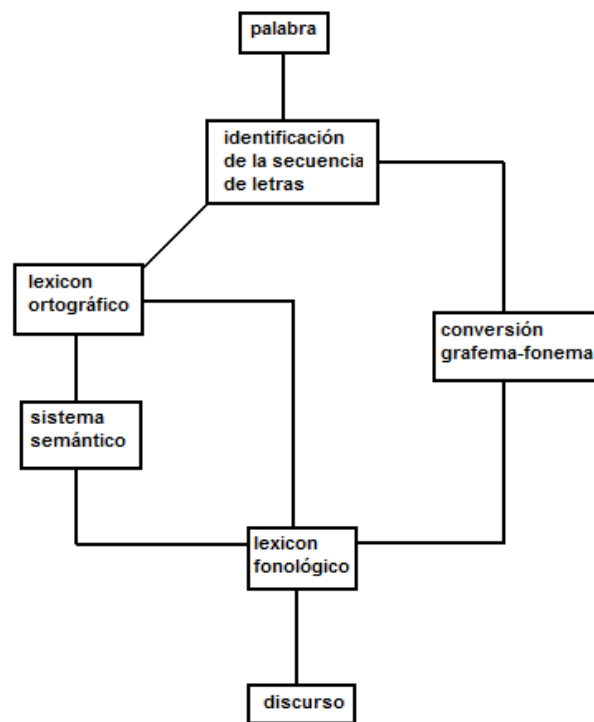 palabra
identificación
de la secuencia
de letras
lexicon
ortográfico
conversión
grafema-fonema
sistema
semántico
lexicon
fonológico
discurso